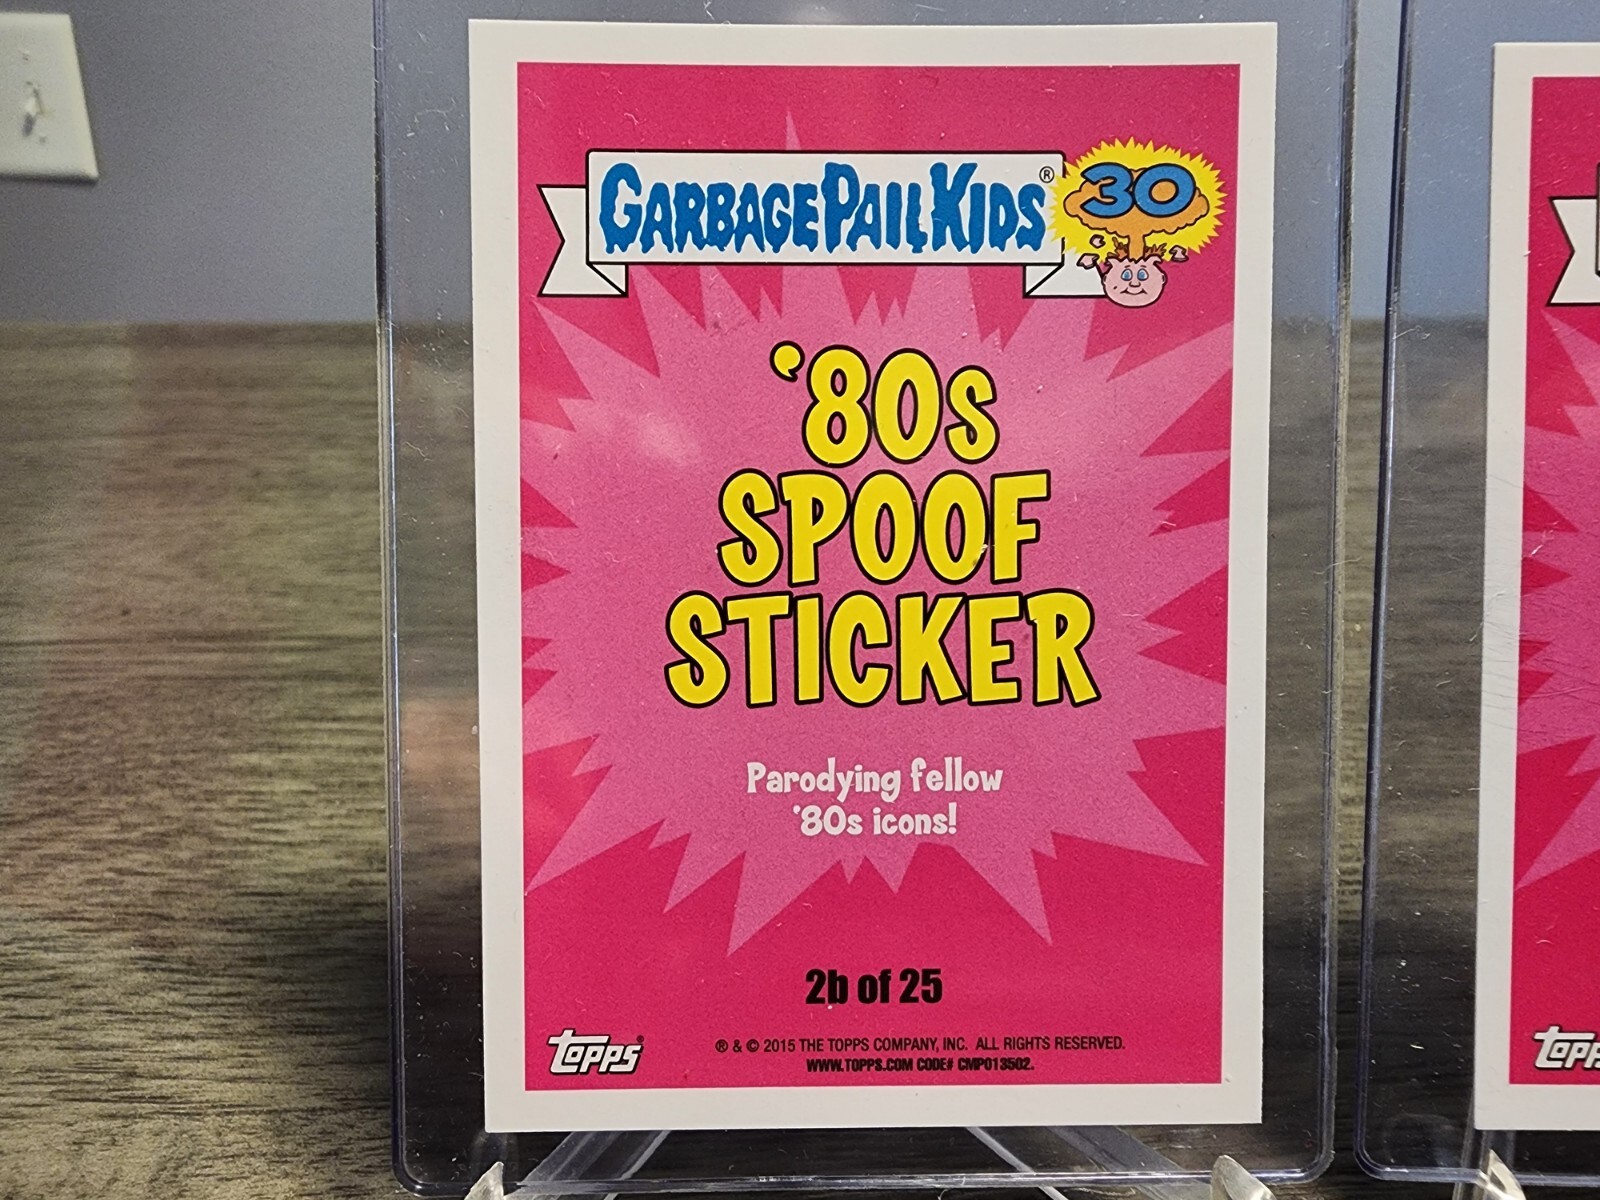 GARBAGE PAIL KIDS® 30
'80s
SPOOF
STICKER
Parodying fellow
'80s icons!
2b of 25
topps®
® & © 2015 THE TOPPS COMPANY, INC. ALL RIGHTS RESERVED.
WWW.TOPPS.COM CODE# CMP013502.